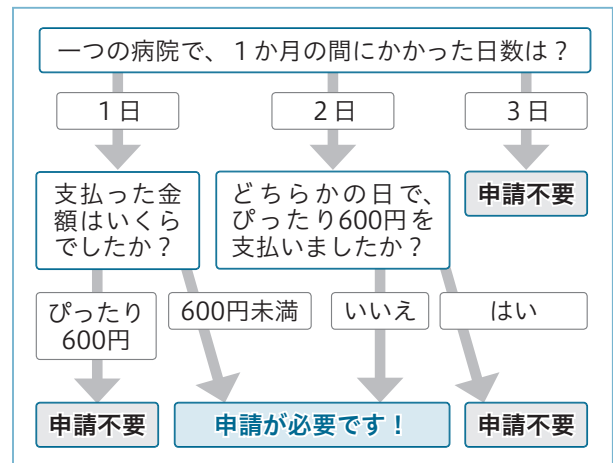 一つの病院で、１か月の間にかかった日数は？
１日
２日
３日
支払った金
額はいくら
でしたか？
どちらかの日で、
ぴったり600円を
支払いましたか？
申請不要
ぴったり
600円
600円未満
いいえ
はい
申請不要
申請が必要です！
申請不要